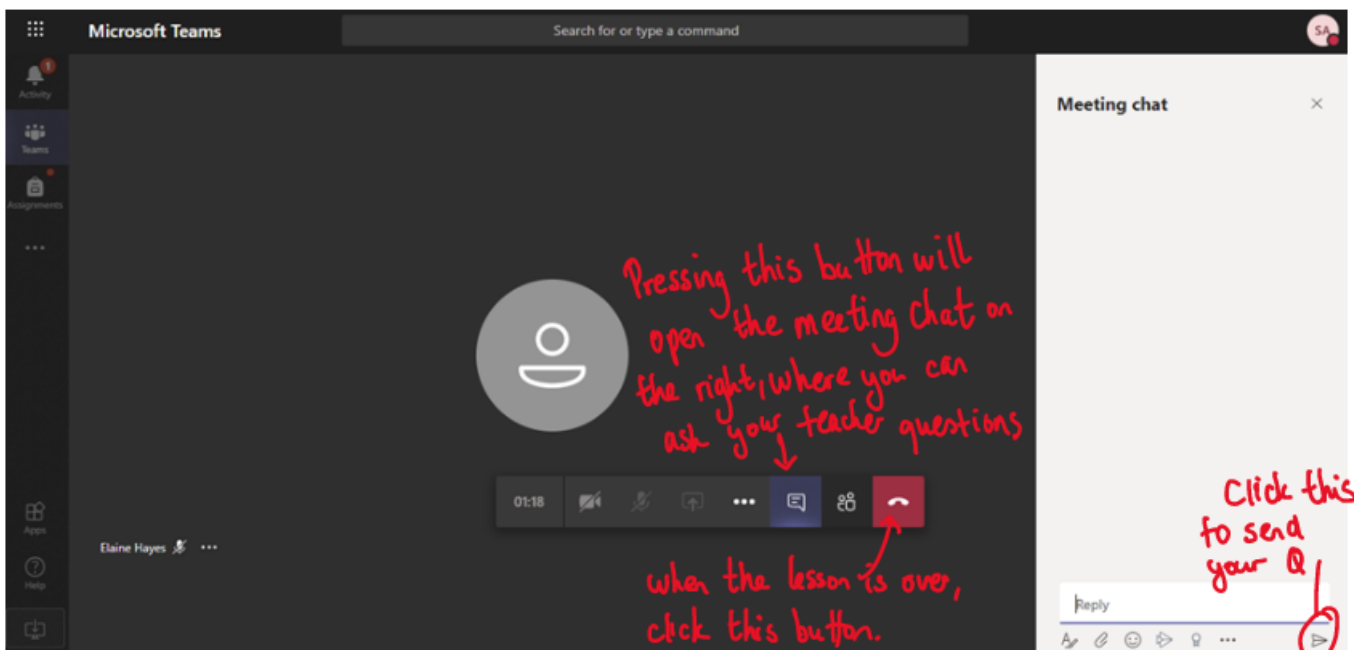 Microsoft Teams
Search for or type a command
SA
1
Activity
Teams
Assignments
Meeting chat
Pressing this button will
open the meeting chat on
the right, where you can
ask your teacher questions
01:18
Elaine Hayes
when the lesson is over,
click this button.
Apps
Help
Click this
to send
your Q
Reply